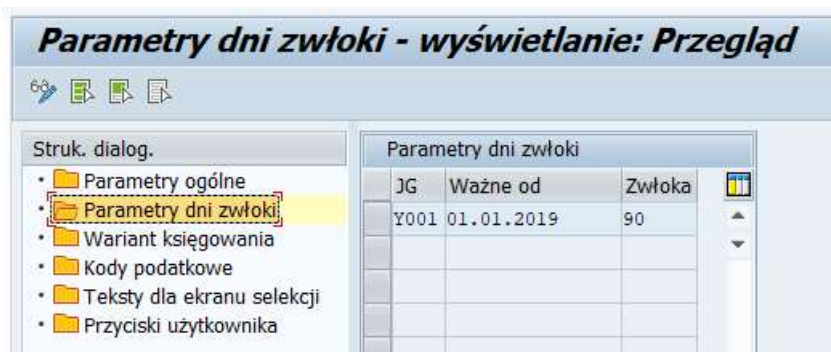 Parametry dni zwłoki - wyświetlanie: Przegląd
Struk. dialog.
Parametry ogólne
Parametry dni zwłoki
Wariant księgowania
Kody podatkowe
Teksty dla ekranu selekcji
Przyciski użytkownika
Parametry dni zwłoki
JG Ważne od Zwłoka
Y001 01.01.2019 90